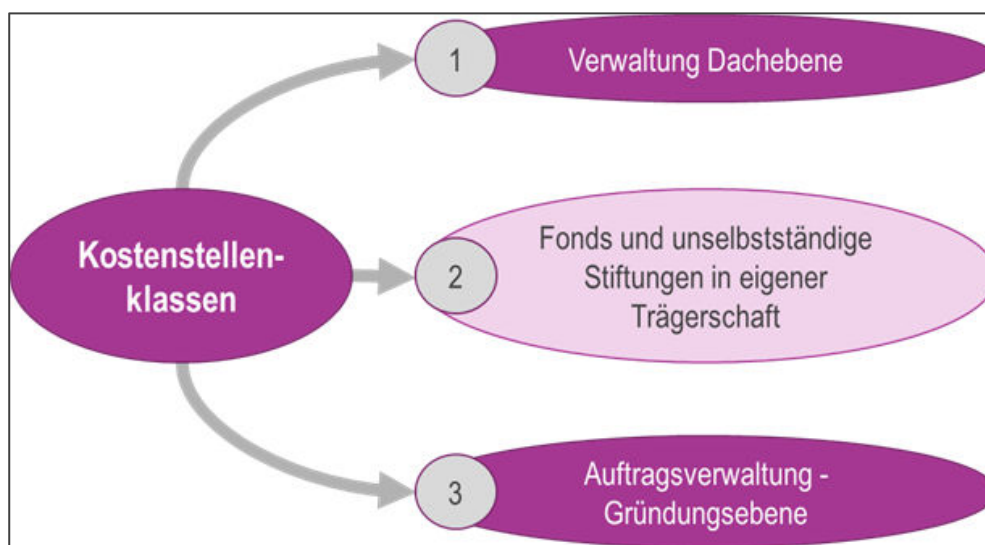 1
Verwaltung Dachebene
Kostenstellen-
klassen
2
Fonds und unselbstständige
Stiftungen in eigener
Trägerschaft
3
Auftragsverwaltung -
Gründungsebene